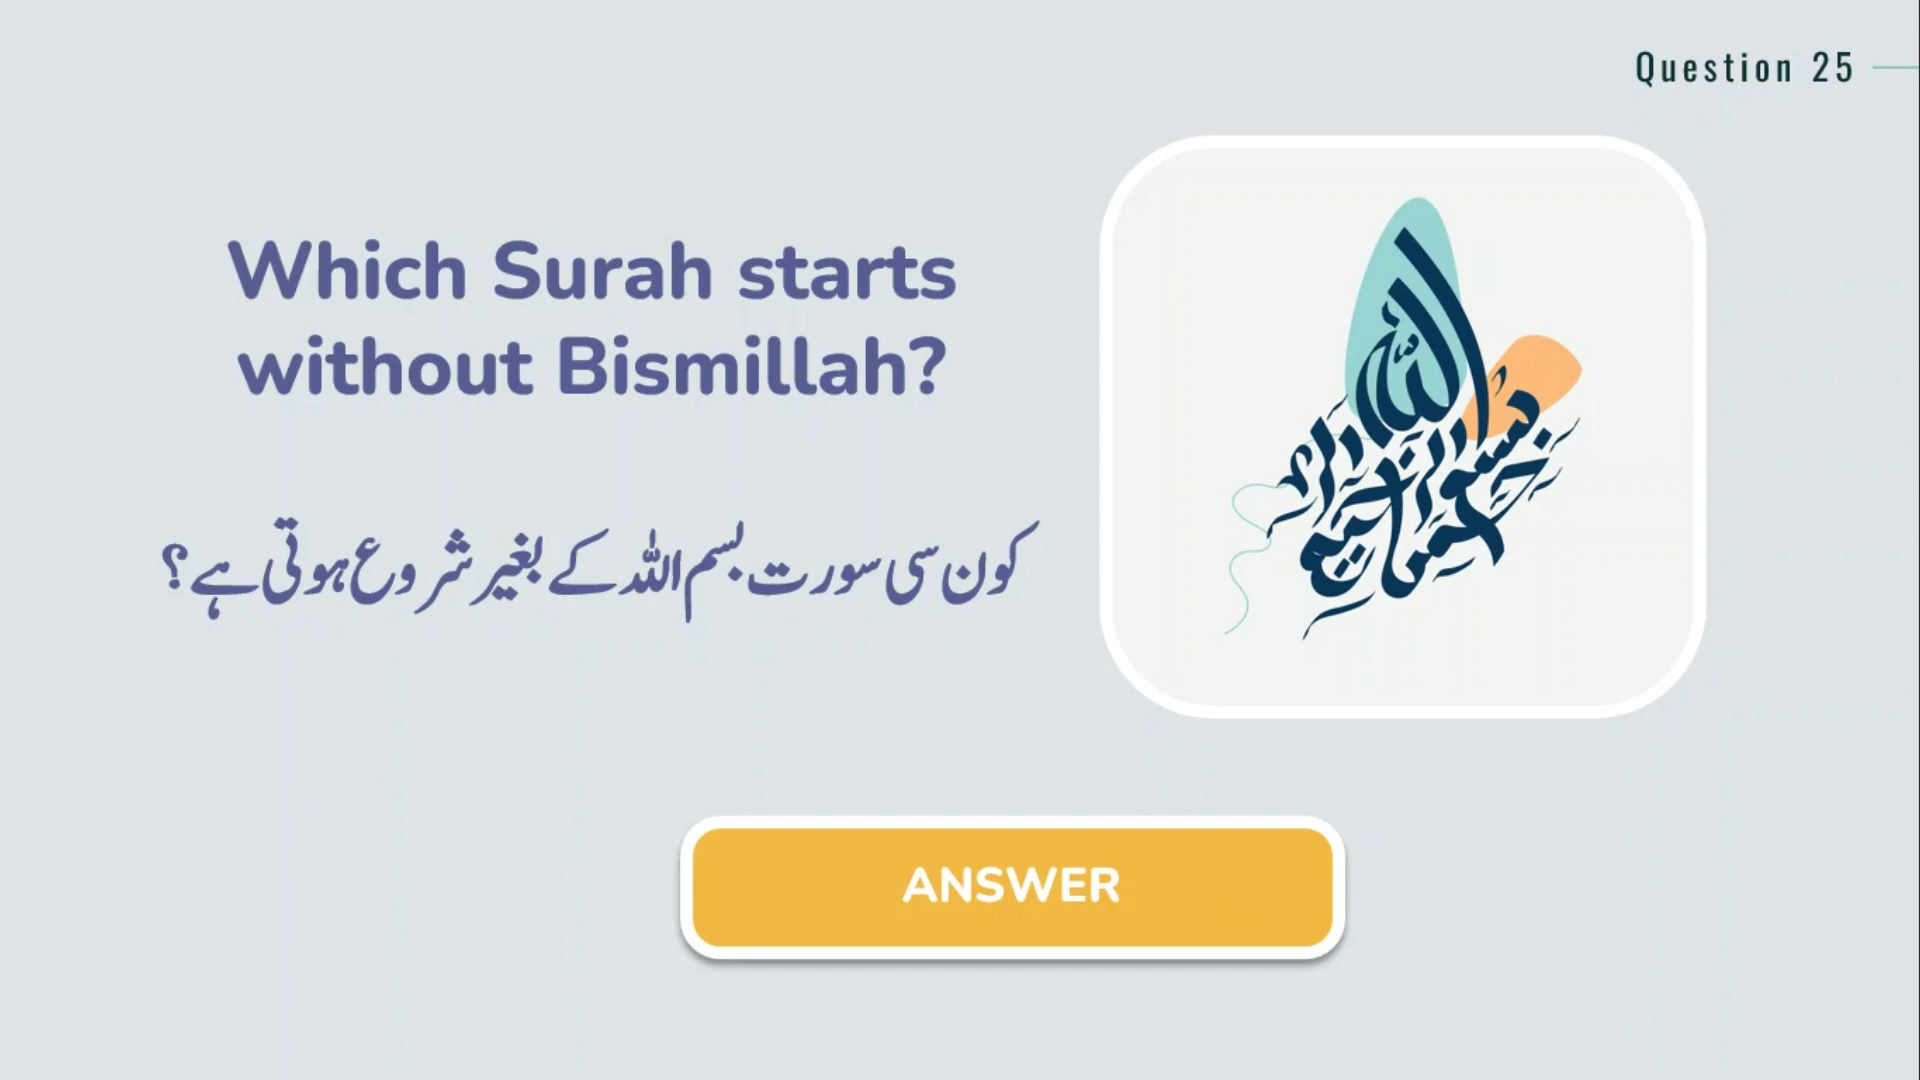 Question 25
Which Surah starts
without Bismillah?
کون سی سورت بسم اللہ کے بغیر شروع ہوتی ہے؟
ANSWER